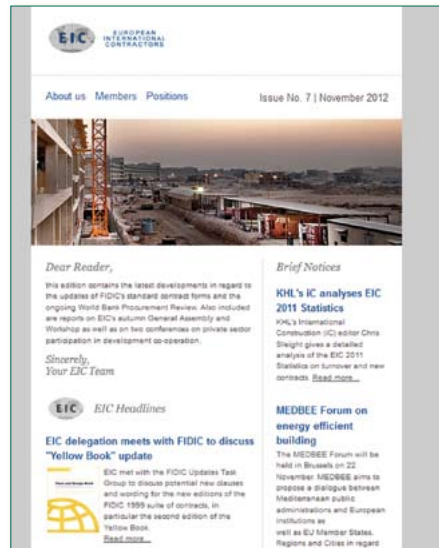 EIC
EUROPEAN
INTERNATIONAL
CONTRACTORS
About us Members Positions
Issue No. 7 | November 2012
Dear Reader,
this edition contains the latest developments in regard to
the updates of FIDIC's standard contract forms and the
ongoing World Bank Procurement Review. Also included
are reports on EIC's autumn General Assembly and
Workshop as well as on two conferences on private sector
participation in development co-operation.
Sincerely,
Your EIC Team
EIC EIC Headlines
EIC delegation meets with FIDIC to discuss
"Yellow Book" update
EIC met with the FIDIC Updates Task
Group to discuss potential new clauses
and wording for the new editions of the
FIDIC 1999 suite of contracts, in
particular the second edition of the
Yellow Book.
Read more...
Brief Notices
KHL's iC analyses EIC
2011 Statistics
KHL's International
Construction (iC) editor Chris
Sleight gives a detailed
analysis of the EIC 2011
Statistics on turnover and new
contracts. Read more...
MEDBEE Forum on
energy efficient
building
The MEDBEE Forum will be
held in Brussels on 22
November. MEDBEE aims to
propose a dialogue between
Mediterranean public
administrations and European
Institutions as
well as EU Member States,
Regions and Cities in regard